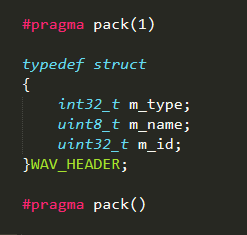 #pragma pack(1)
typedef struct
{
int32_t m_type;
uint8_t m_name;
uint32_t m_id;
}WAV_HEADER;
#pragma pack()